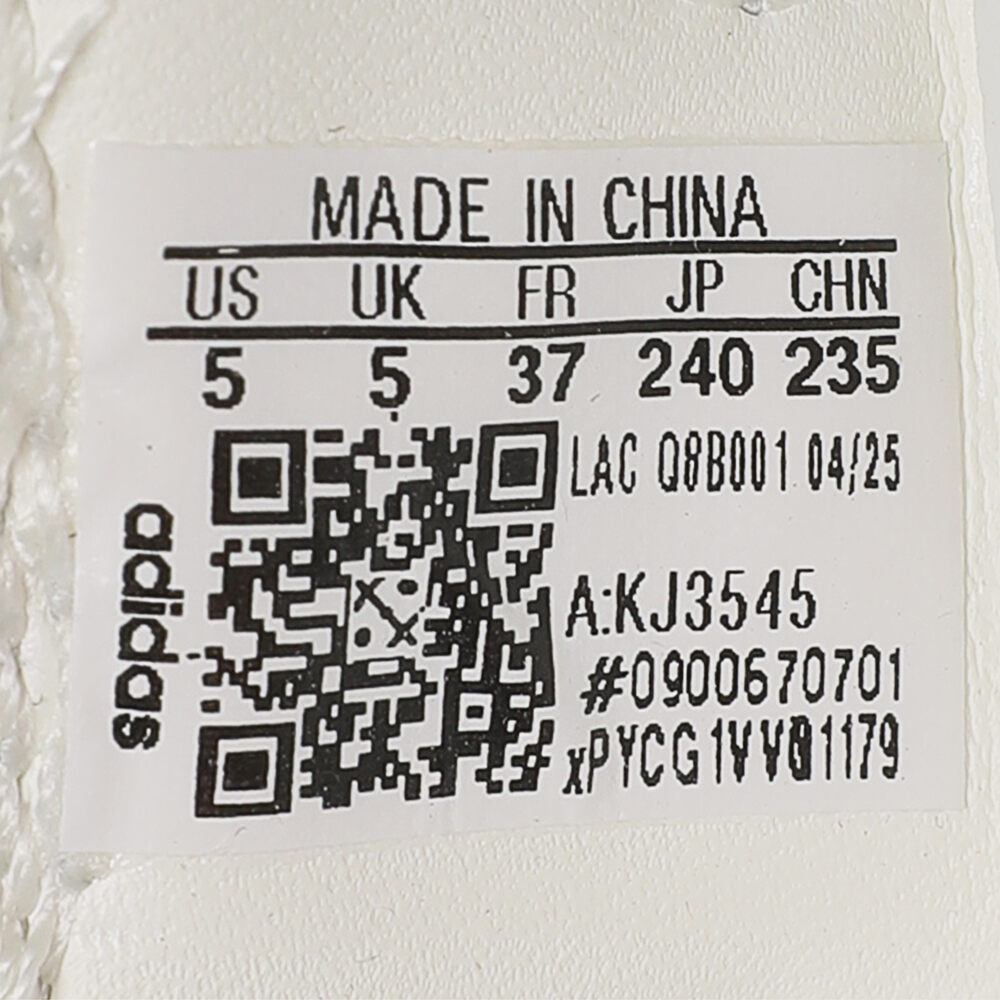 MADE IN CHINA
US UK FR JP CHN
5 5 37 240 235
LAC Q8B001 04/25
A:KJ3545
#0900670701
adidas